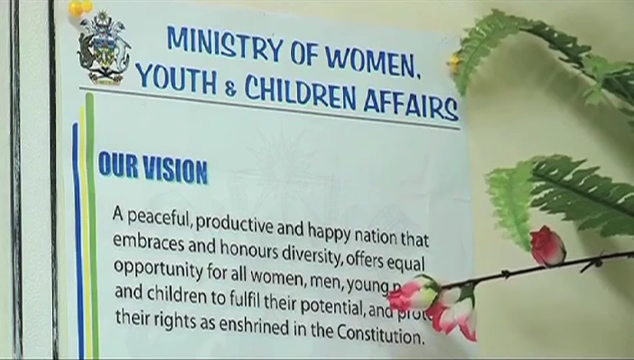 MINISTRY OF WOMEN,
YOUTH & CHILDREN AFFAIRS
OUR VISION
A peaceful, productive and happy nation that
embraces and honours diversity, offers equal
opportunity for all women, men, young
and children to fulfil their potential, and
their rights as enshrined in the Constitution.